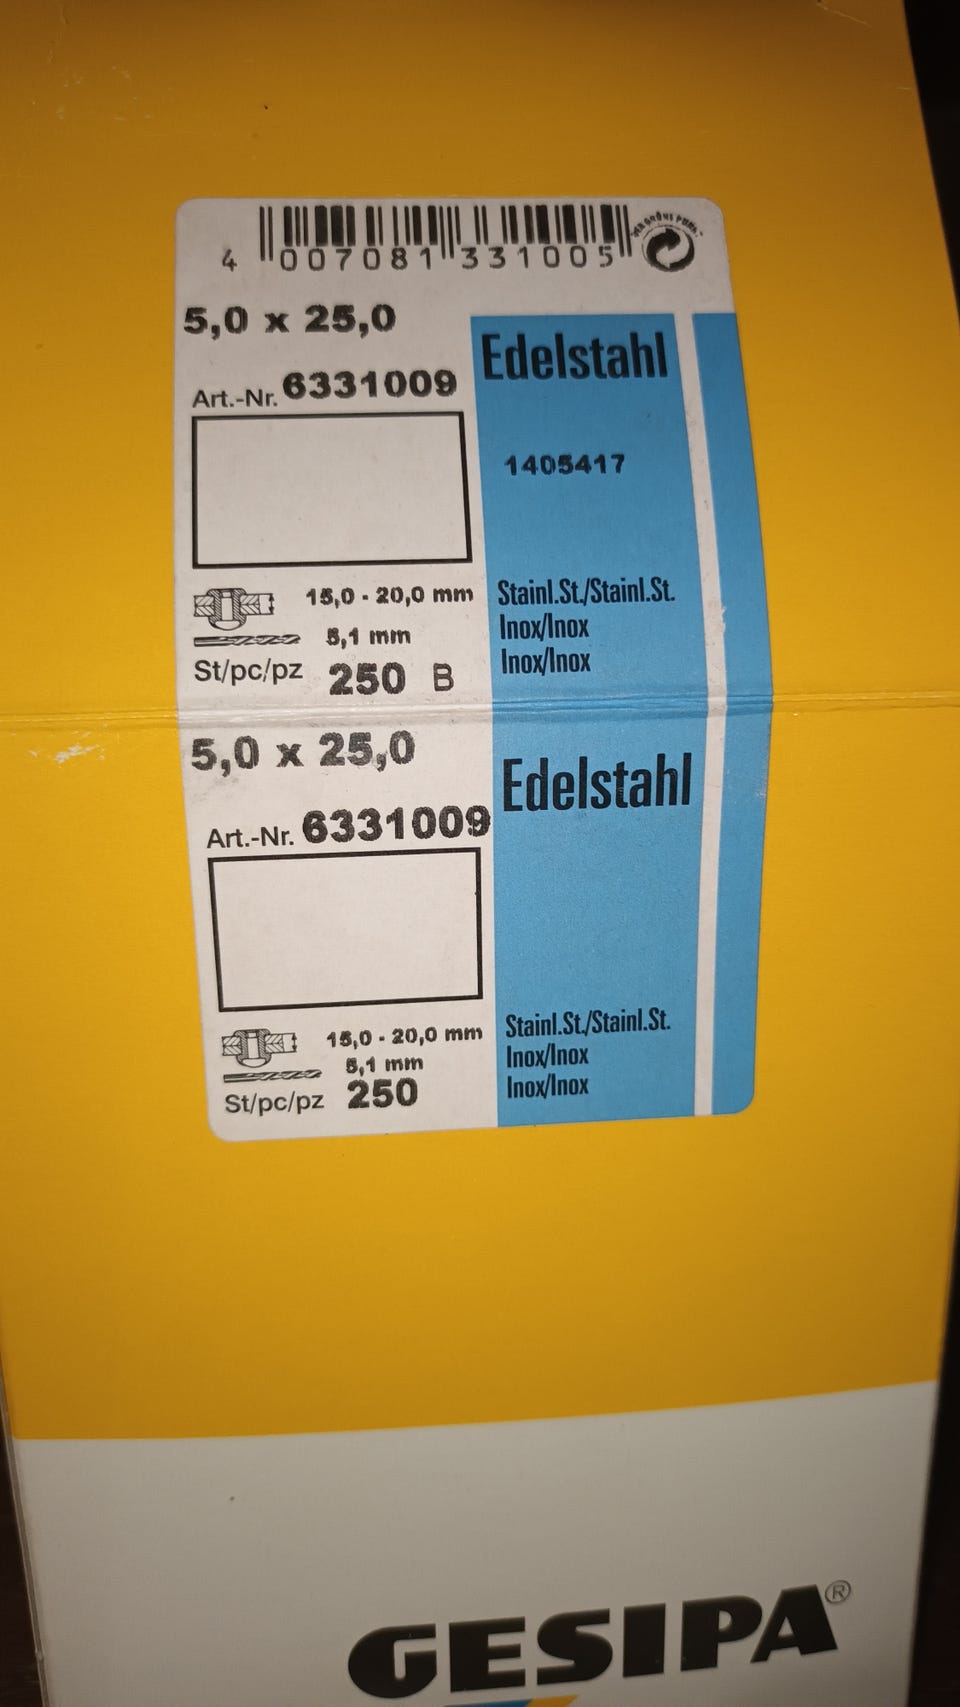 DER GRÜNE PUNKT
4 007081 331005
5,0 x 25,0
Edelstahl
Art.-Nr. 6331009
1405417
15,0 - 20,0 mm
5,1 mm
St/pc/pz 250 B
Stainl.St./Stainl.St.
Inox/Inox
Inox/Inox
5,0 x 25,0
Edelstahl
Art.-Nr. 6331009
15,0 - 20,0 mm
5,1 mm
St/pc/pz 250
Stainl.St./Stainl.St.
Inox/Inox
Inox/Inox
GESIPA®